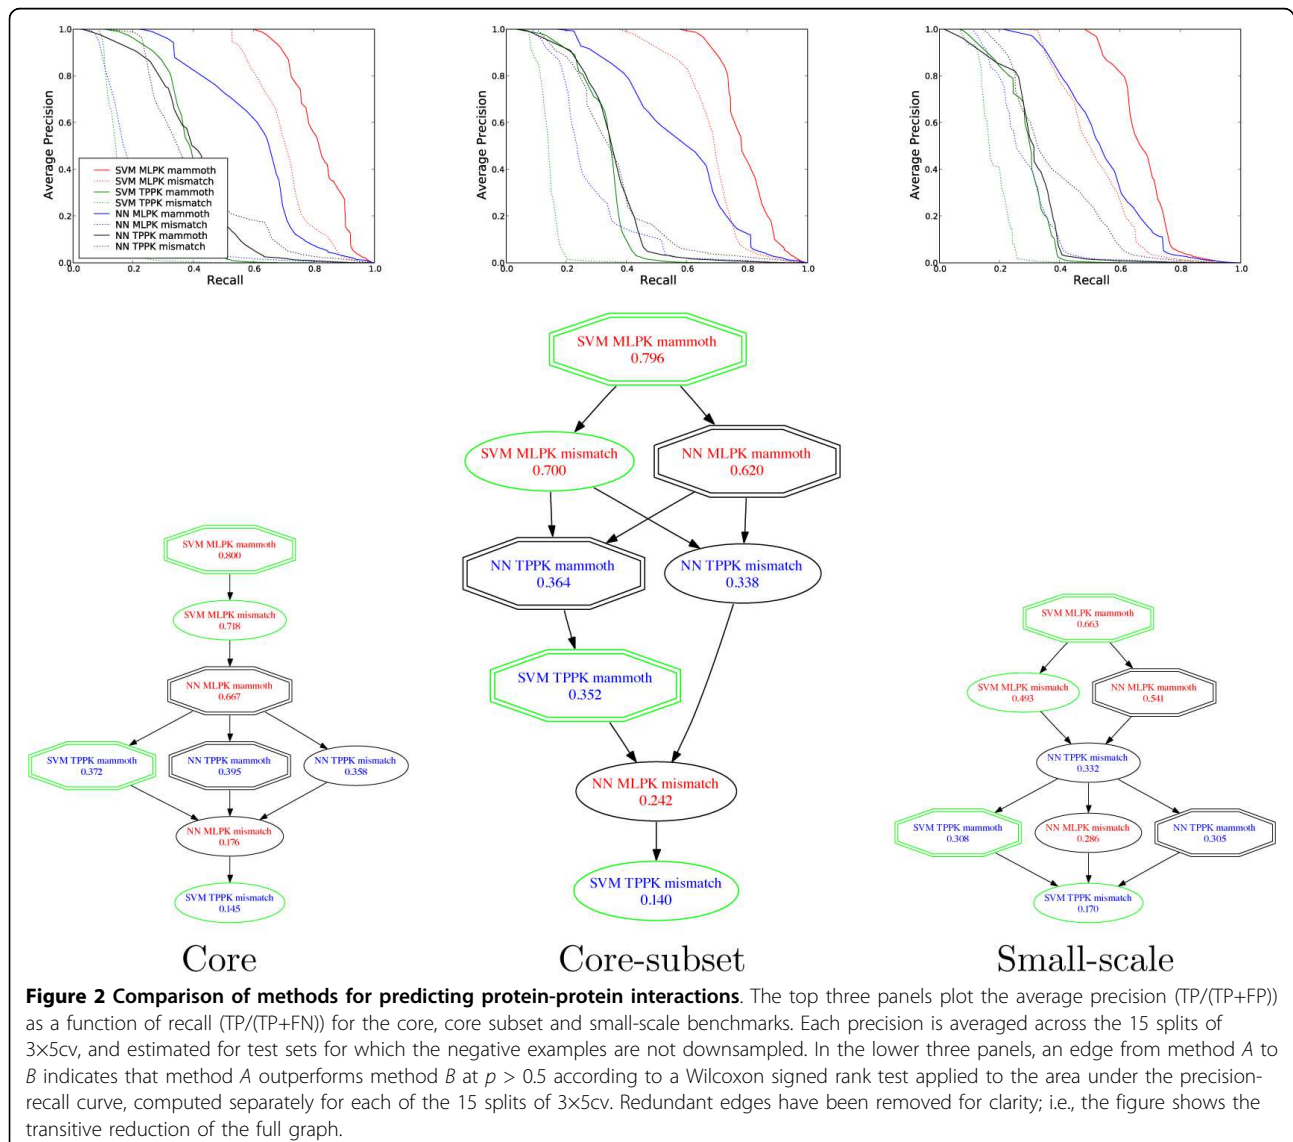 1.0
0.8
0.6
0.4
0.2
0.0
Average Precision
SVM MLPK mammoth
SVM MLPK mismatch
SVM TPPK mammoth
SVM TPPK mismatch
NN MLPK mammoth
NN MLPK mismatch
NN TPPK mammoth
NN TPPK mismatch
0.2 0.4 0.6 0.8 1.0
Recall
1.0
0.8
0.6
0.4
0.2
0.0
Average Precision
0.0 0.2 0.4 0.6 0.8 1.0
Recall
1.0
0.8
0.6
0.4
0.2
0.0
Average Precision
0.0 0.2 0.4 0.6 0.8 1.0
Recall
SVM MLPK mammoth
0.800
SVM MLPK mismatch
0.718
NN MLPK mammoth
0.667
SVM TPPK mammoth
0.372
NN TPPK mammoth
0.395
NN TPPK mismatch
0.358
NN MLPK mismatch
0.176
SVM TPPK mismatch
0.145
Core
SVM MLPK mammoth
0.796
SVM MLPK mismatch
0.700
NN MLPK mammoth
0.620
NN TPPK mammoth
0.364
NN TPPK mismatch
0.338
SVM TPPK mammoth
0.352
NN MLPK mismatch
0.242
SVM TPPK mismatch
0.140
Core-subset
SVM MLPK mammoth
0.663
SVM MLPK mismatch
0.493
NN MLPK mammoth
0.541
NN TPPK mismatch
0.332
SVM TPPK mammoth
0.308
NN MLPK mismatch
0.286
NN TPPK mammoth
0.305
SVM TPPK mismatch
0.170
Small-scale
Figure 2 Comparison of methods for predicting protein-protein interactions. The top three panels plot the average precision (TP/(TP+FP))
as a function of recall (TP/(TP+FN)) for the core, core subset and small-scale benchmarks. Each precision is averaged across the 15 splits of
3×5cv, and estimated for test sets for which the negative examples are not downsampled. In the lower three panels, an edge from method A to
B indicates that method A outperforms method B at p > 0.5 according to a Wilcoxon signed rank test applied to the area under the precision-
recall curve, computed separately for each of the 15 splits of 3×5cv. Redundant edges have been removed for clarity; i.e., the figure shows the
transitive reduction of the full graph.